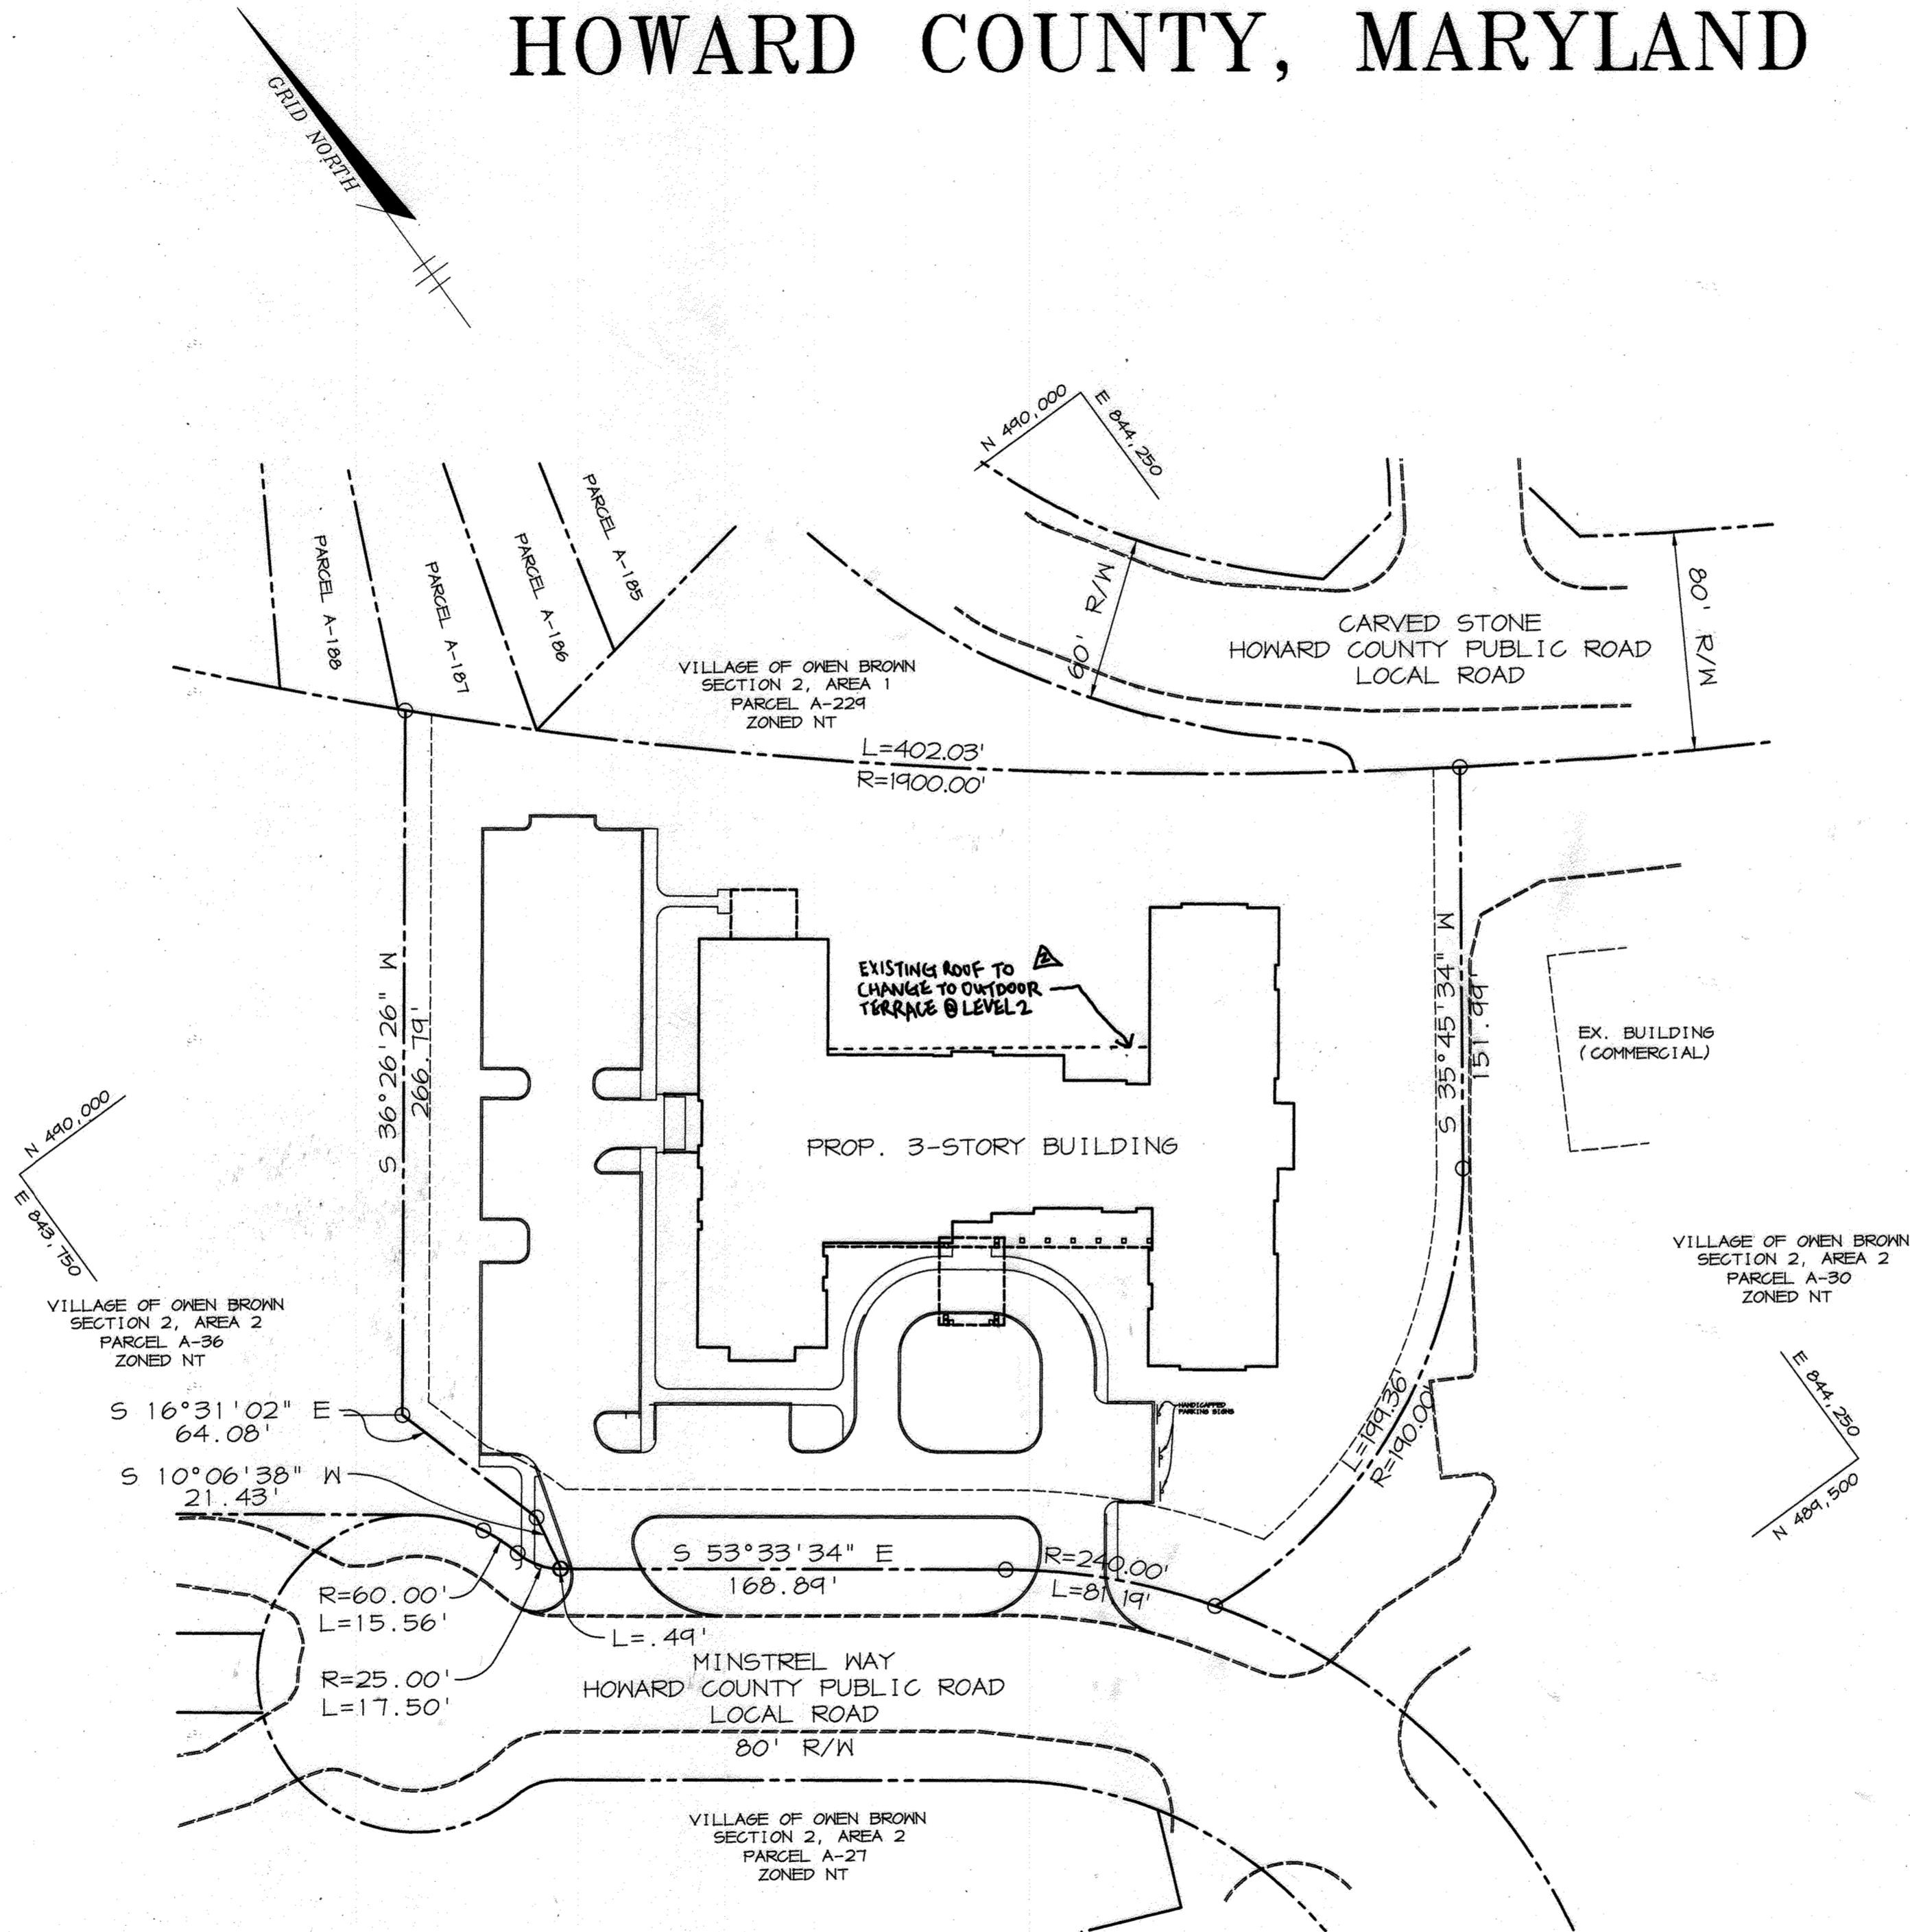 HOWARD COUNTY, MARYLAND
GRID NORTH
N 490,000
E 844,250
PARCEL A-188
PARCEL A-187
PARCEL A-186
PARCEL A-185
60' R/W
80' R/W
CARVED STONE
HOWARD COUNTY PUBLIC ROAD
LOCAL ROAD
VILLAGE OF OWEN BROWN
SECTION 2, AREA 1
PARCEL A-229
ZONED NT
L=402.03'
R=1900.00'
EXISTING ROOF TO
CHANGE TO OUTDOOR
TERRACE @ LEVEL 2
2
S 36°26'26" W
266.79'
S 35°45'34" W
151.99'
EX. BUILDING
(COMMERCIAL)
N 490,000
E 843,750
PROP. 3-STORY BUILDING
VILLAGE OF OWEN BROWN
SECTION 2, AREA 2
PARCEL A-36
ZONED NT
VILLAGE OF OWEN BROWN
SECTION 2, AREA 2
PARCEL A-30
ZONED NT
S 16°31'02" E
64.08'
S 10°06'38" W
21.43'
HANDICAPPED
PARKING SIGNS
L=199.36'
R=190.00'
E 844,250
N 489,500
S 53°33'34" E
168.89'
R=240.00'
L=81.19'
R=60.00'
L=15.56'
L=.49'
R=25.00'
L=17.50'
MINSTREL WAY
HOWARD COUNTY PUBLIC ROAD
LOCAL ROAD
80' R/W
VILLAGE OF OWEN BROWN
SECTION 2, AREA 2
PARCEL A-27
ZONED NT